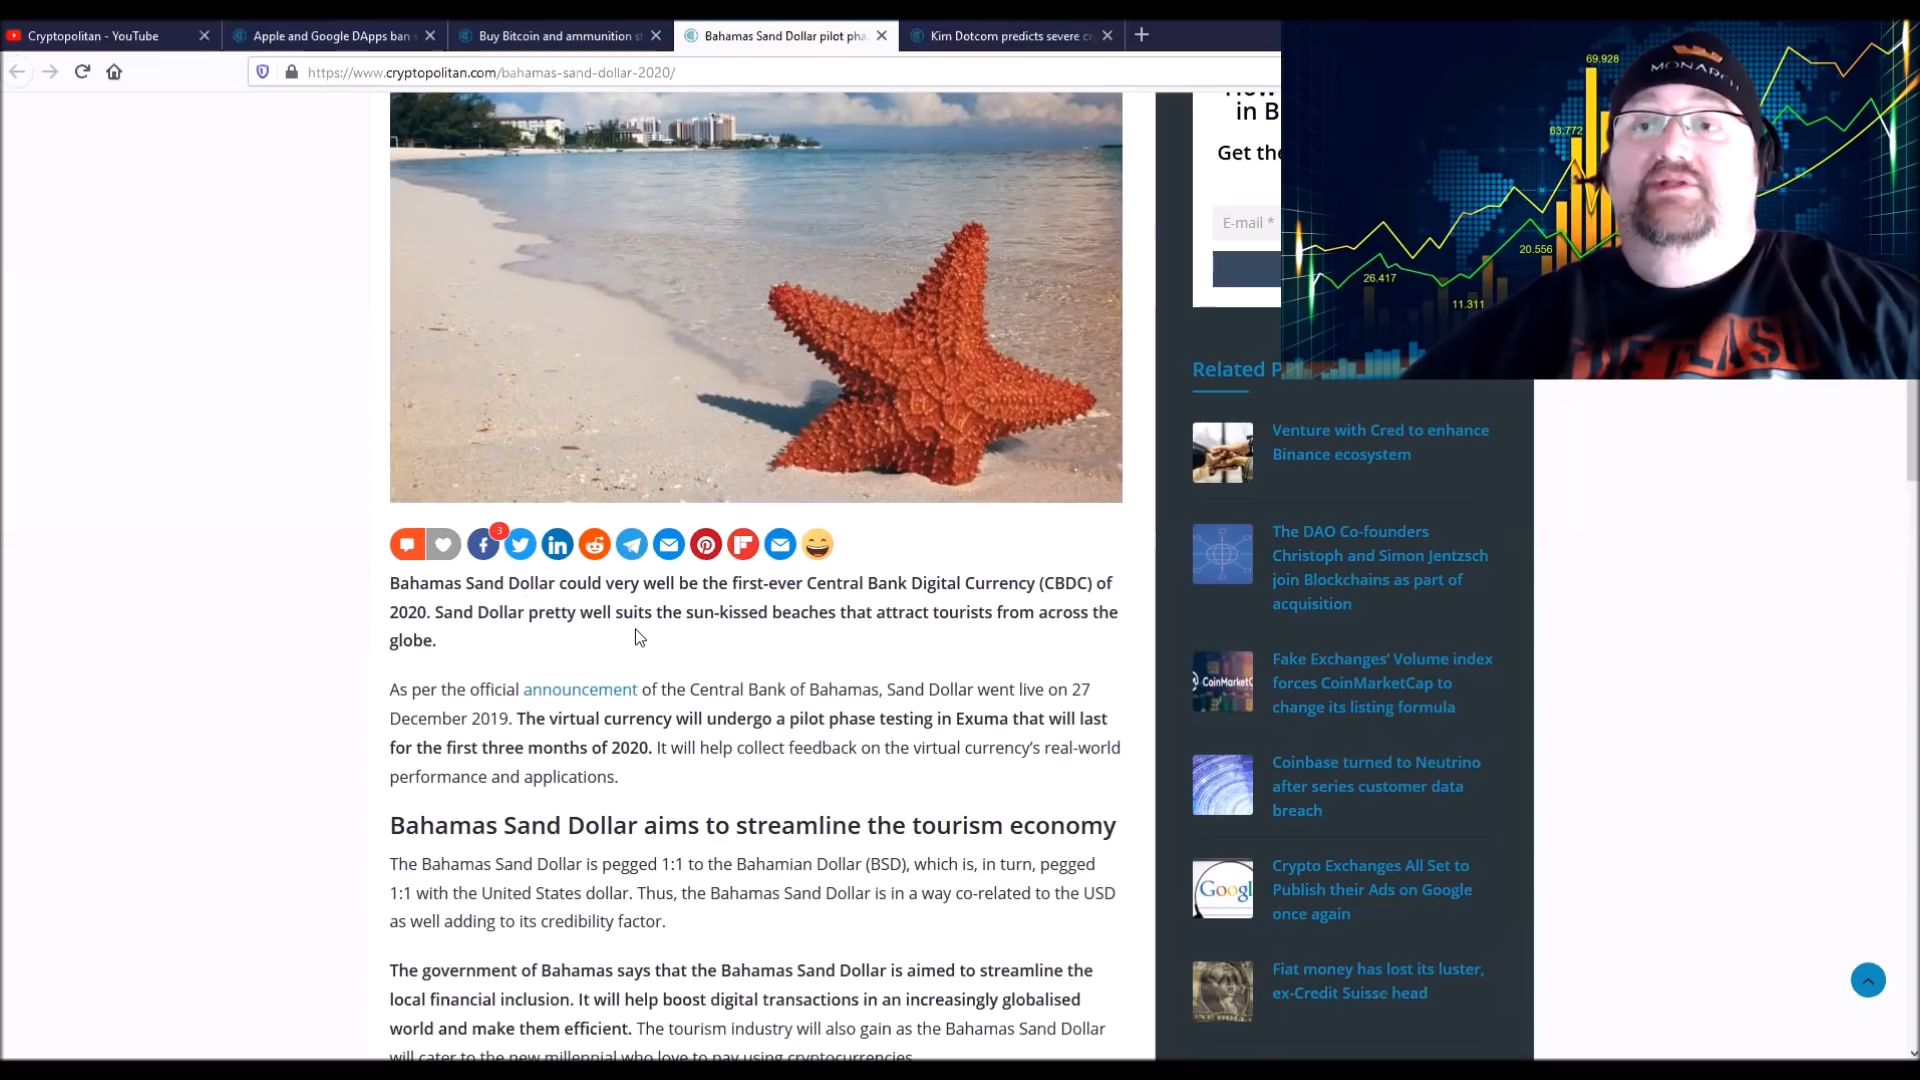 Cryptopolitan - YouTube
Apple and Google DApps ban
Buy Bitcoin and ammunition
Bahamas Sand Dollar pilot pha
Kim Dotcom predicts severe
https://www.cryptopolitan.com/bahamas-sand-dollar-2020/
in B
Get the
E-mail *
MONAR
69.928
63.772
20.556
26.417
11.311
Related P
Venture with Cred to enhance
Binance ecosystem
The DAO Co-founders
Christoph and Simon Jentzsch
join Blockchains as part of
acquisition
Fake Exchanges' Volume index
forces CoinMarketCap to
change its listing formula
CoinMarketC
Coinbase turned to Neutrino
after series customer data
breach
Crypto Exchanges All Set to
Publish their Ads on Google
once again
Googl
Fiat money has lost its luster,
ex-Credit Suisse head
3
Bahamas Sand Dollar could very well be the first-ever Central Bank Digital Currency (CBDC) of
2020. Sand Dollar pretty well suits the sun-kissed beaches that attract tourists from across the
globe.
As per the official announcement of the Central Bank of Bahamas, Sand Dollar went live on 27
December 2019. The virtual currency will undergo a pilot phase testing in Exuma that will last
for the first three months of 2020. It will help collect feedback on the virtual currency's real-world
performance and applications.
Bahamas Sand Dollar aims to streamline the tourism economy
The Bahamas Sand Dollar is pegged 1:1 to the Bahamian Dollar (BSD), which is, in turn, pegged
1:1 with the United States dollar. Thus, the Bahamas Sand Dollar is in a way co-related to the USD
as well adding to its credibility factor.
The government of Bahamas says that the Bahamas Sand Dollar is aimed to streamline the
local financial inclusion. It will help boost digital transactions in an increasingly globalised
world and make them efficient. The tourism industry will also gain as the Bahamas Sand Dollar
will cater to the new millennial who love to pay using cryptocurrencies.